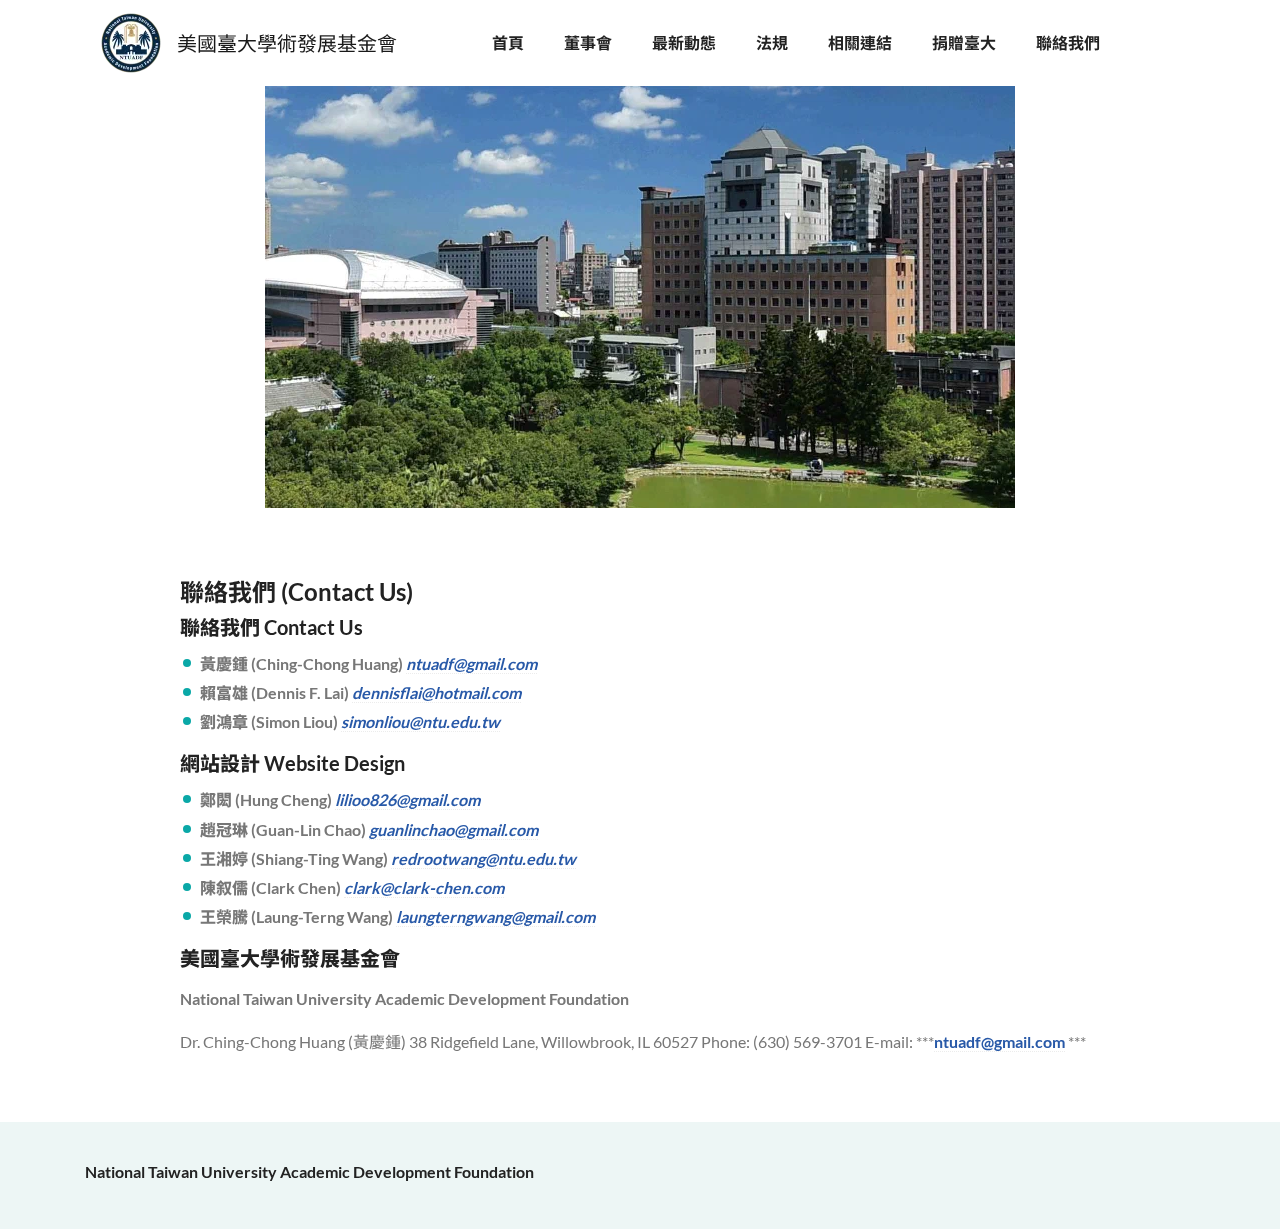 美國臺大學術發展基金會
首頁 董事會 最新動態 法規 相關連結 捐贈臺大 聯絡我們
聯絡我們 (Contact Us)
聯絡我們 Contact Us
黃慶鍾 (Ching-Chong Huang) ntuadf@gmail.com
賴富雄 (Dennis F. Lai) dennisflai@hotmail.com
劉鴻章 (Simon Liou) simonliou@ntu.edu.tw
網站設計 Website Design
鄭閎 (Hung Cheng) lilioo826@gmail.com
趙冠琳 (Guan-Lin Chao) guanlinchao@gmail.com
王湘婷 (Shiang-Ting Wang) redrootwang@ntu.edu.tw
陳叙儒 (Clark Chen) clark@clark-chen.com
王榮騰 (Laung-Terng Wang) laungterngwang@gmail.com
美國臺大學術發展基金會
National Taiwan University Academic Development Foundation
Dr. Ching-Chong Huang (黃慶鍾) 38 Ridgefield Lane, Willowbrook, IL 60527 Phone: (630) 569-3701 E-mail: ***ntuadf@gmail.com ***
National Taiwan University Academic Development Foundation